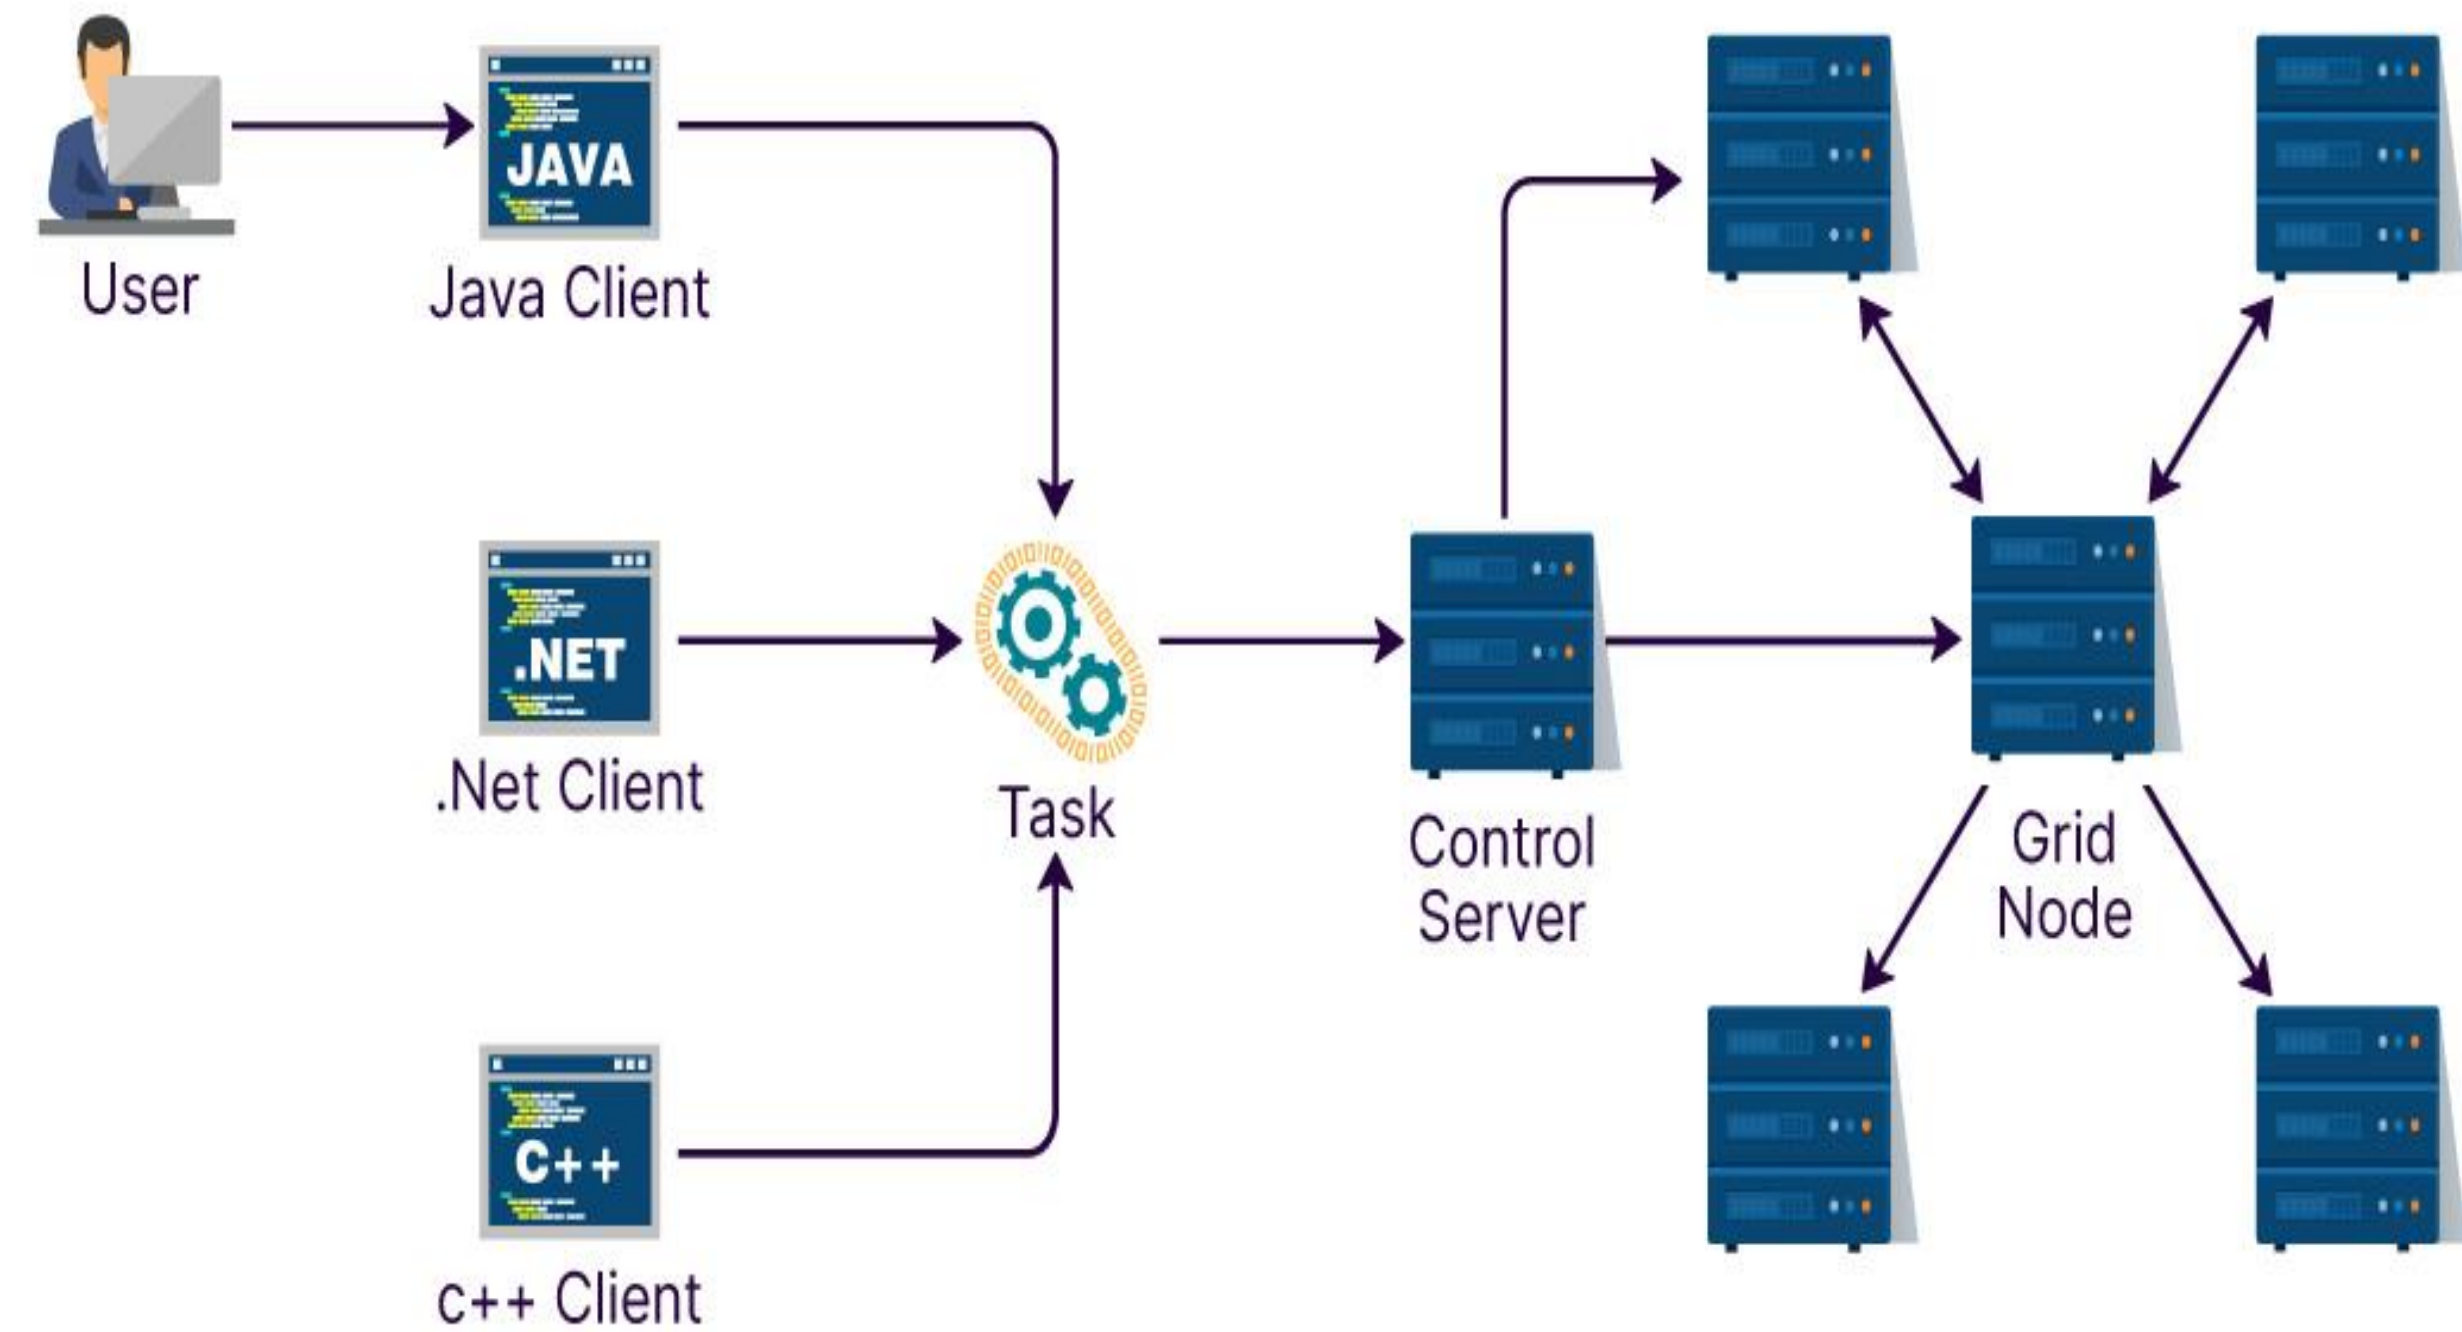 JAVA
User
Java Client
.NET
.Net Client
Task
Control
Server
Grid
Node
C++
c++ Client